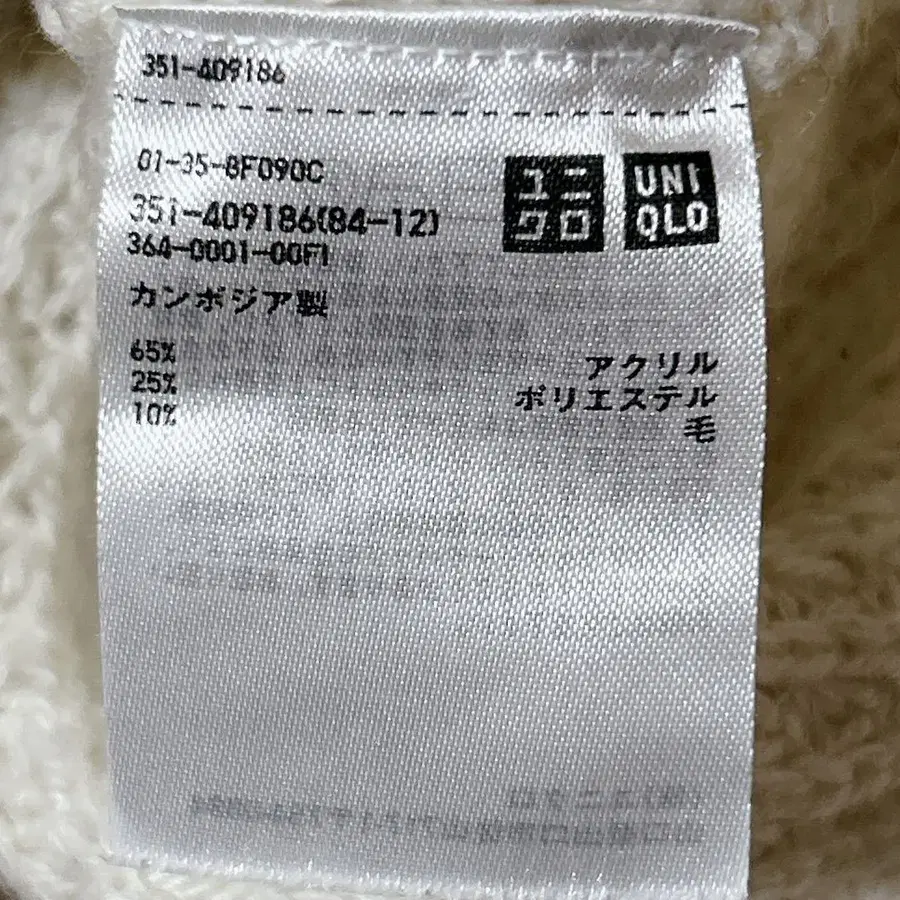 351-409186
01-35-8F090C
351-409186(84-12)
364-0001-00F1
ユニ
クロ
UNI
QLO
カンボジア製
65% アクリル
25% ポリエステル
10% 毛